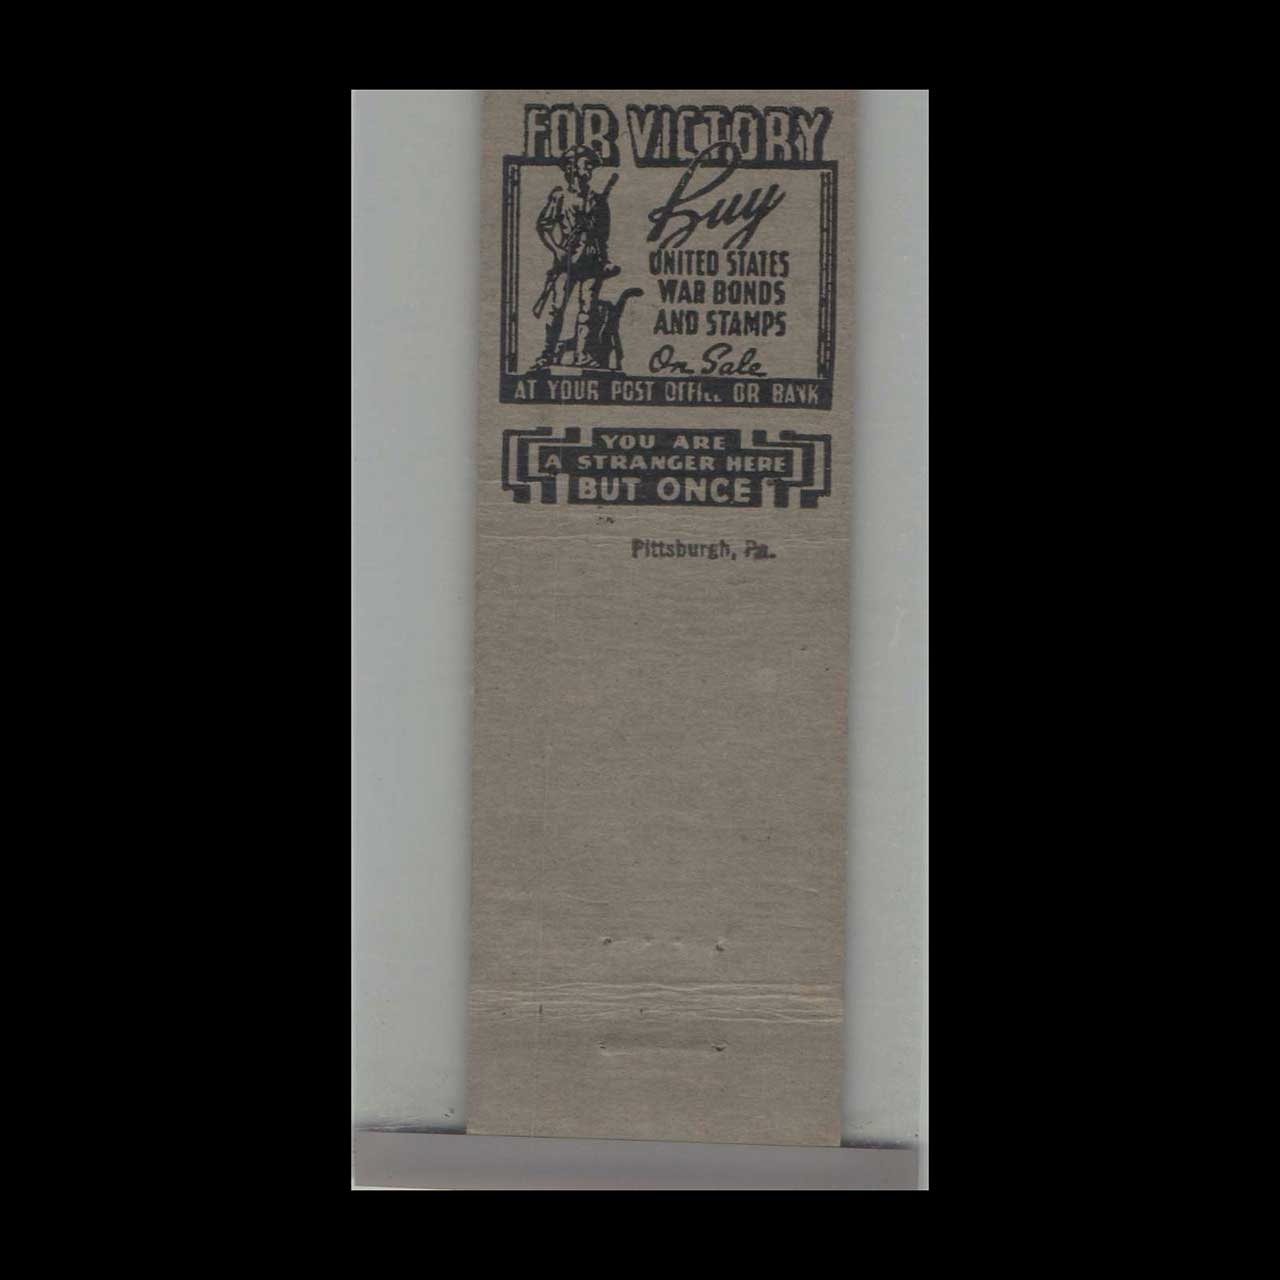 FOR VICTORY
Buy
UNITED STATES
WAR BONDS
AND STAMPS
On Sale
AT YOUR POST OFFICE OR BANK
YOU ARE
A STRANGER HERE
BUT ONCE
Pittsburgh, Pa.